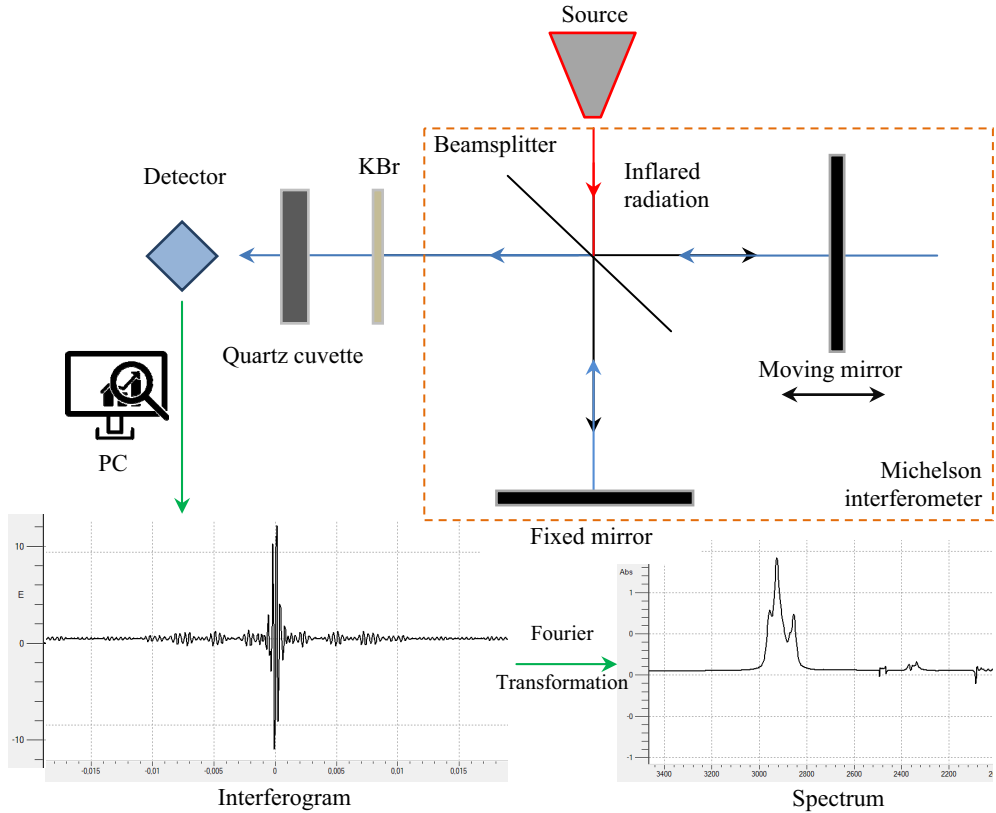 Source
Beamsplitter
Inflared
radiation
KBr
Detector
Quartz cuvette
Moving mirror
PC
Michelson
interferometer
Fixed mirror
10
E
0
-10
-0,015
-0,01
-0,005
0
0,005
0,01
0,015
Interferogram
Fourier
Transformation
Abs
1
0
0
-0
-1
3400
3200
3000
2800
2600
2400
2200
Spectrum